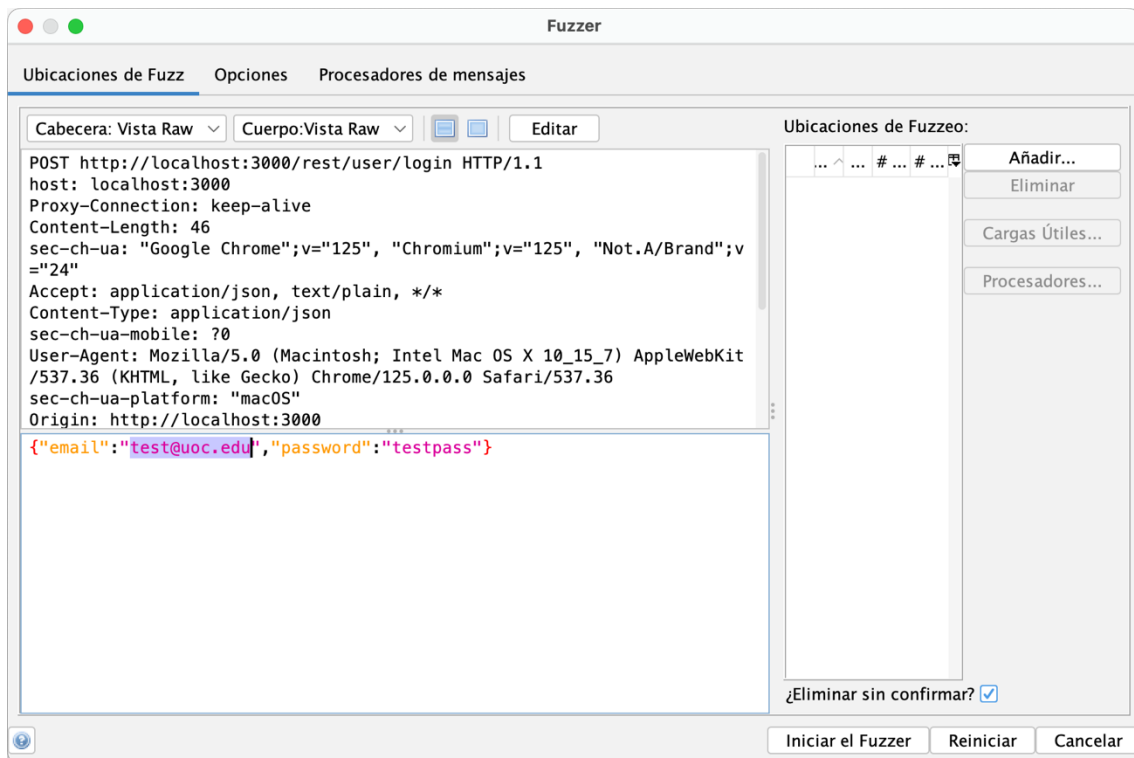 Fuzzer
Ubicaciones de Fuzz Opciones Procesadores de mensajes
Cabecera: Vista Raw Cuerpo:Vista Raw Editar
POST http://localhost:3000/rest/user/login HTTP/1.1
host: localhost:3000
Proxy-Connection: keep-alive
Content-Length: 46
sec-ch-ua: "Google Chrome";v="125", "Chromium";v="125", "Not.A/Brand";v
="24"
Accept: application/json, text/plain, */*
Content-Type: application/json
sec-ch-ua-mobile: ?0
User-Agent: Mozilla/5.0 (Macintosh; Intel Mac OS X 10_15_7) AppleWebKit
/537.36 (KHTML, like Gecko) Chrome/125.0.0.0 Safari/537.36
sec-ch-ua-platform: "macOS"
Origin: http://localhost:3000
{"email":"test@uoc.edu","password":"testpass"}
Ubicaciones de Fuzzeo:
... ... # ... # ...
Añadir...
Eliminar
Cargas Útiles...
Procesadores...
¿Eliminar sin confirmar?
Iniciar el Fuzzer Reiniciar Cancelar